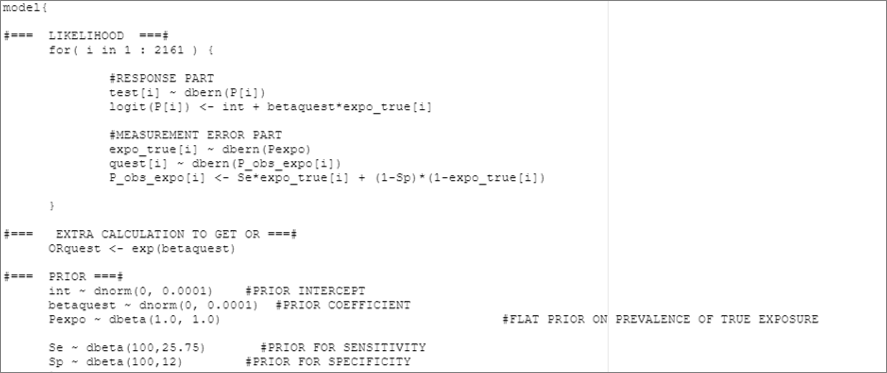 model{
#=== LIKELIHOOD ===#
for( i in 1 : 2161 ) {
#RESPONSE PART
test[i] ~ dbern(P[i])
logit(P[i]) <- int + betaquest*expo_true[i]
#MEASUREMENT ERROR PART
expo_true[i] ~ dbern(Pexpo)
quest[i] ~ dbern(P_obs_expo[i])
P_obs_expo[i] <- Se*expo_true[i] + (1-Sp)*(1-expo_true[i])
}
#=== EXTRA CALCULATION TO GET OR ===#
ORquest <- exp(betaquest)
#=== PRIOR ===#
int ~ dnorm(0, 0.0001) #PRIOR INTERCEPT
betaquest ~ dnorm(0, 0.0001) #PRIOR COEFFICIENT
Pexpo ~ dbeta(1.0, 1.0) #FLAT PRIOR ON PREVALENCE OF TRUE EXPOSURE
Se ~ dbeta(100,25.75) #PRIOR FOR SENSITIVITY
Sp ~ dbeta(100,12) #PRIOR FOR SPECIFICITY